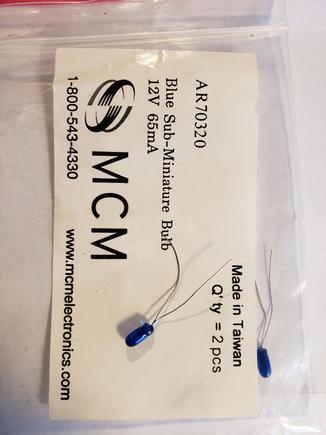 AR70320
Blue Sub-Miniature Bulb
12V 65mA
MCM
1-800-543-4330
www.mcmelectronics.com
Made in Taiwan
Q'ty = 2 pcs